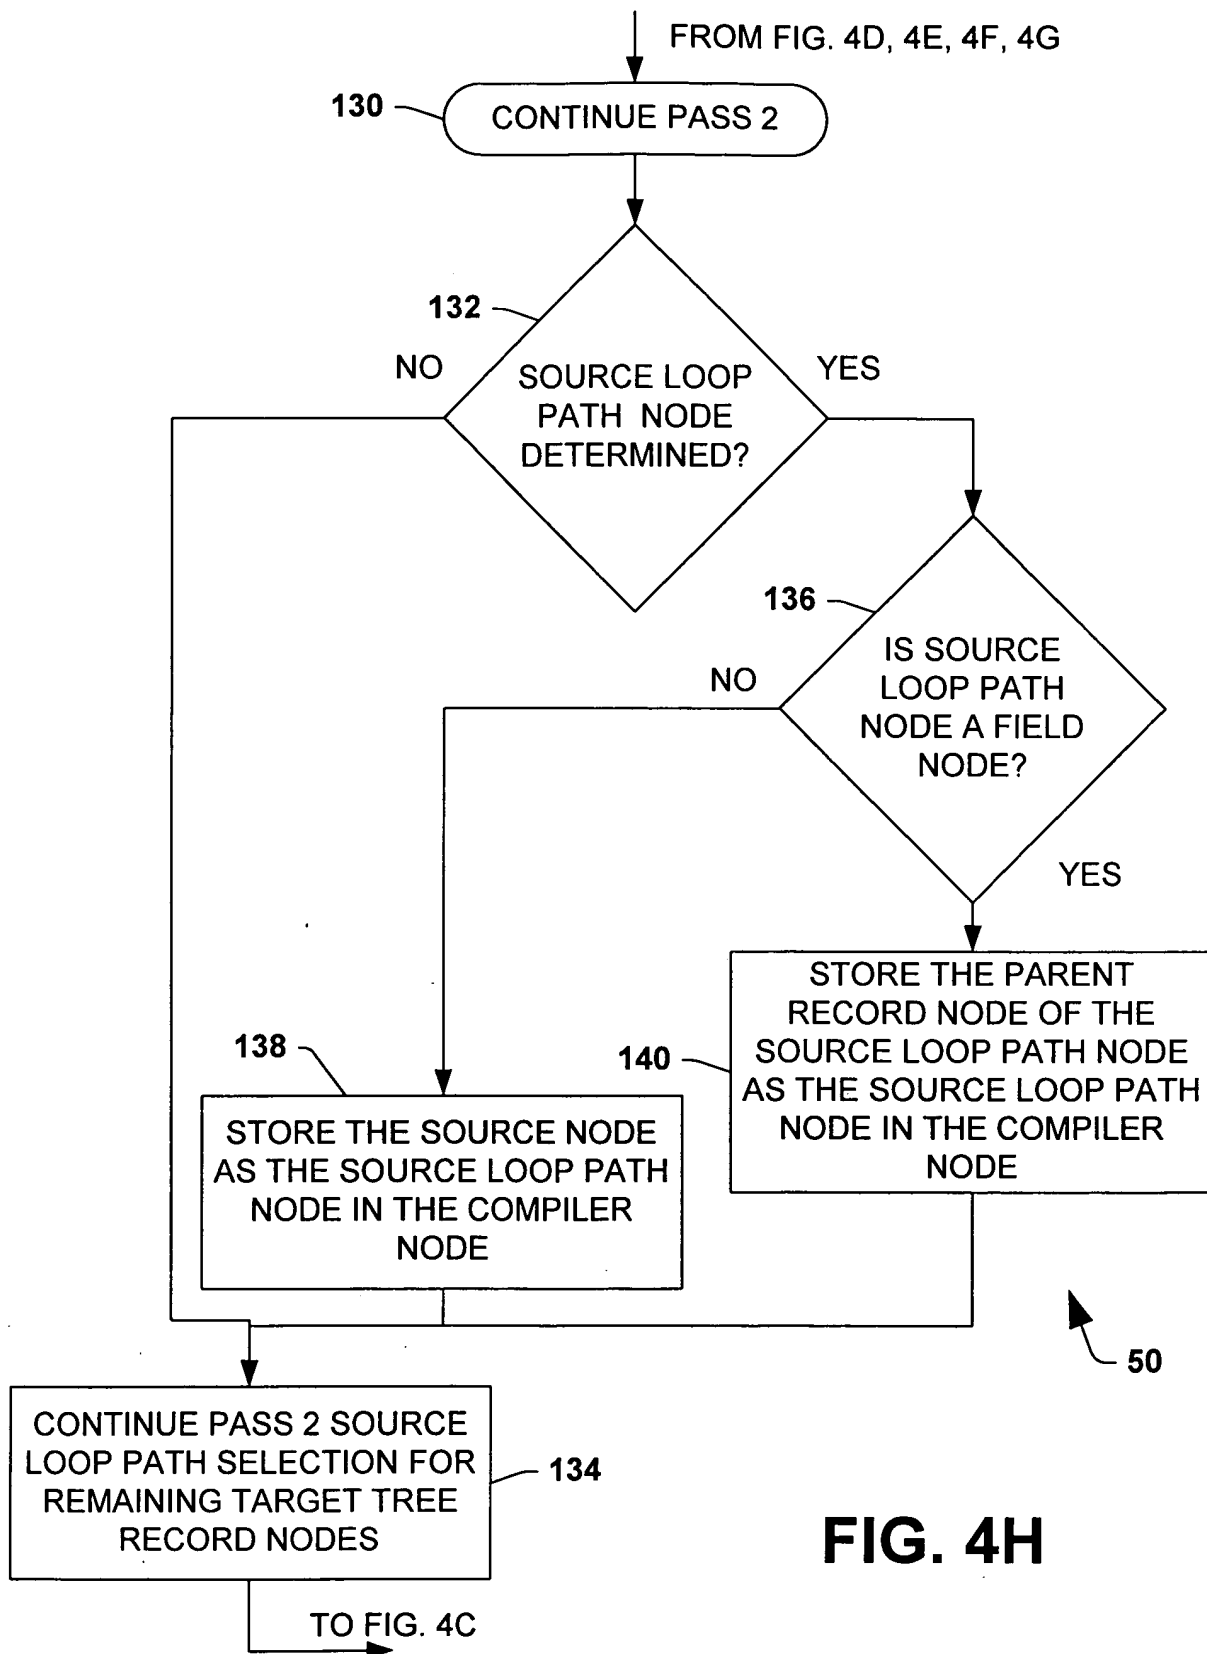 FROM FIG. 4D, 4E, 4F, 4G
130
CONTINUE PASS 2
132
NO
YES
SOURCE LOOP
PATH NODE
DETERMINED?
136
NO
IS SOURCE
LOOP PATH
NODE A FIELD
NODE?
YES
138
STORE THE SOURCE NODE
AS THE SOURCE LOOP PATH
NODE IN THE COMPILER
NODE
140
STORE THE PARENT
RECORD NODE OF THE
SOURCE LOOP PATH NODE
AS THE SOURCE LOOP PATH
NODE IN THE COMPILER
NODE
50
CONTINUE PASS 2 SOURCE
LOOP PATH SELECTION FOR
REMAINING TARGET TREE
RECORD NODES
134
FIG. 4H
TO FIG. 4C